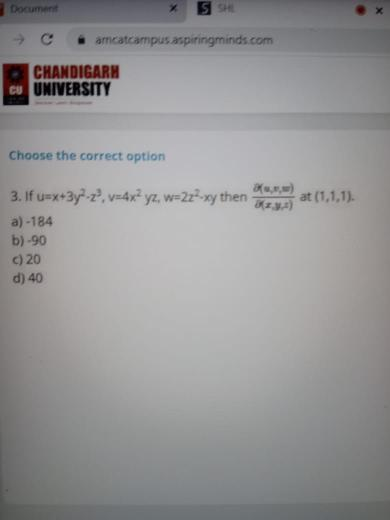 Document × S SHL ×
→ amcatcampus.aspiringminds.com
CHANDIGARH
CU UNIVERSITY
Choose the correct option
3. If u=x+3y²-z³, v=4x² yz, w=2z²-xy then ∂(u,v,w)/∂(x,y,z) at (1,1,1).
a) -184
b) -90
c) 20
d) 40